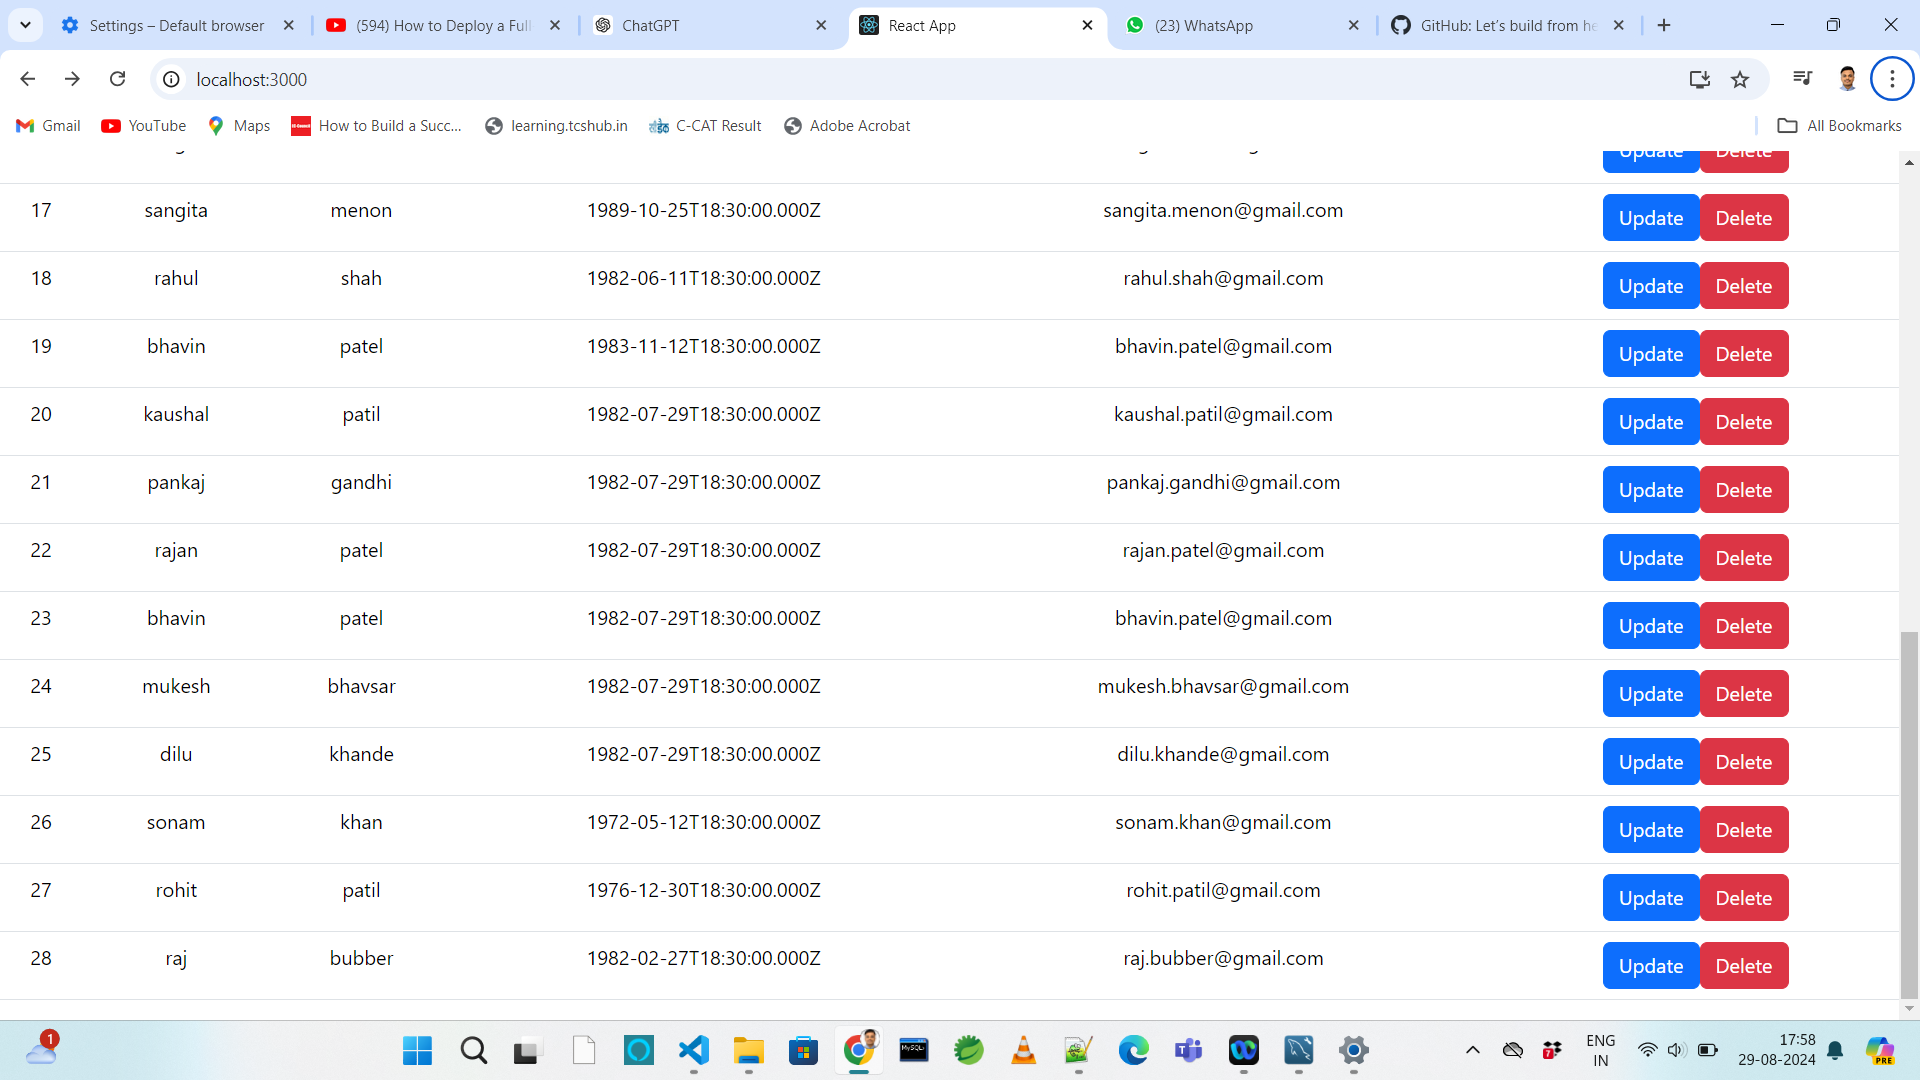 Settings – Default browser
(594) How to Deploy a Full
ChatGPT
React App
(23) WhatsApp
GitHub: Let's build from he
localhost:3000
Gmail
YouTube
Maps
How to Build a Succ...
learning.tcshub.in
C-CAT Result
Adobe Acrobat
All Bookmarks
Update Delete
17 sangita menon 1989-10-25T18:30:00.000Z sangita.menon@gmail.com Update Delete
18 rahul shah 1982-06-11T18:30:00.000Z rahul.shah@gmail.com Update Delete
19 bhavin patel 1983-11-12T18:30:00.000Z bhavin.patel@gmail.com Update Delete
20 kaushal patil 1982-07-29T18:30:00.000Z kaushal.patil@gmail.com Update Delete
21 pankaj gandhi 1982-07-29T18:30:00.000Z pankaj.gandhi@gmail.com Update Delete
22 rajan patel 1982-07-29T18:30:00.000Z rajan.patel@gmail.com Update Delete
23 bhavin patel 1982-07-29T18:30:00.000Z bhavin.patel@gmail.com Update Delete
24 mukesh bhavsar 1982-07-29T18:30:00.000Z mukesh.bhavsar@gmail.com Update Delete
25 dilu khande 1982-07-29T18:30:00.000Z dilu.khande@gmail.com Update Delete
26 sonam khan 1972-05-12T18:30:00.000Z sonam.khan@gmail.com Update Delete
27 rohit patil 1976-12-30T18:30:00.000Z rohit.patil@gmail.com Update Delete
28 raj bubber 1982-02-27T18:30:00.000Z raj.bubber@gmail.com Update Delete
1
MySQL
7
ENG
IN
17:58
29-08-2024
PRE